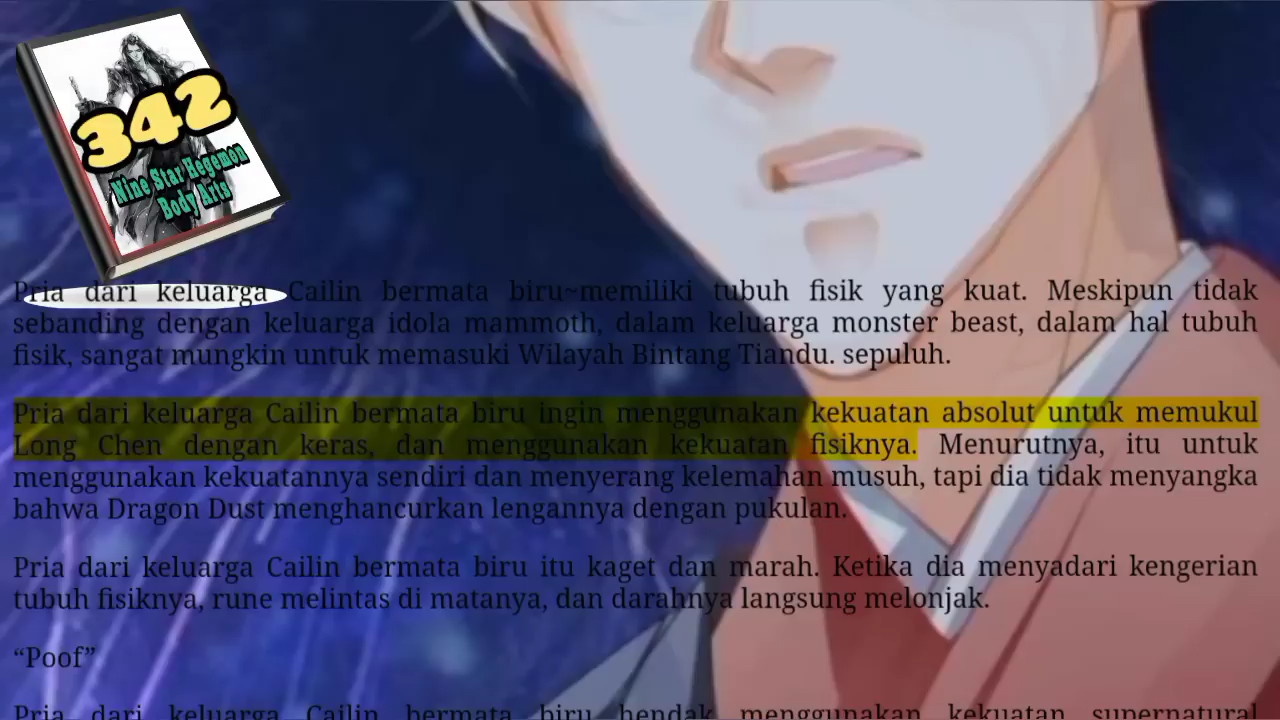 342
Nine Star Hegemon
Body Arts
Pria dari keluarga Cailin bermata biru~memiliki tubuh fisik yang kuat. Meskipun tidak
sebanding dengan keluarga idola mammoth, dalam keluarga monster beast, dalam hal tubuh
fisik, sangat mungkin untuk memasuki Wilayah Bintang Tiandu. sepuluh.
Pria dari keluarga Cailin bermata biru ingin menggunakan kekuatan absolut untuk memukul
Long Chen dengan keras, dan menggunakan kekuatan fisiknya. Menurutnya, itu untuk
menggunakan kekuatannya sendiri dan menyerang kelemahan musuh, tapi dia tidak menyangka
bahwa Dragon Dust menghancurkan lengannya dengan pukulan.
Pria dari keluarga Cailin bermata biru itu kaget dan marah. Ketika dia menyadari kengerian
tubuh fisiknya, rune melintas di matanya, dan darahnya langsung melonjak.
“Poof”
Pria dari keluarga Cailin bermata biru hendak menggunakan kekuatan supernatural